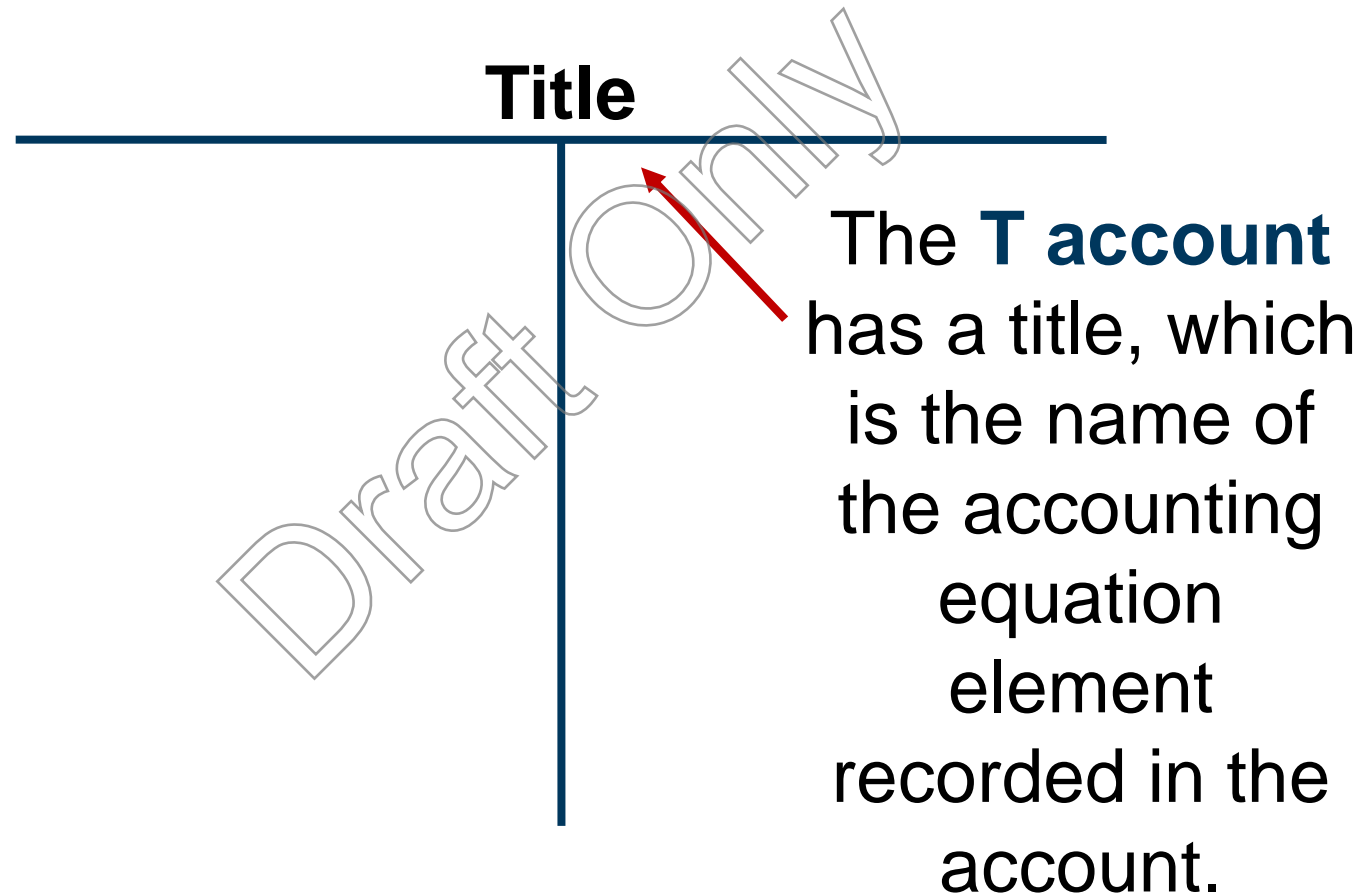 Title
The T account
has a title, which
is the name of
the accounting
equation
element
recorded in the
account.
Draft Only